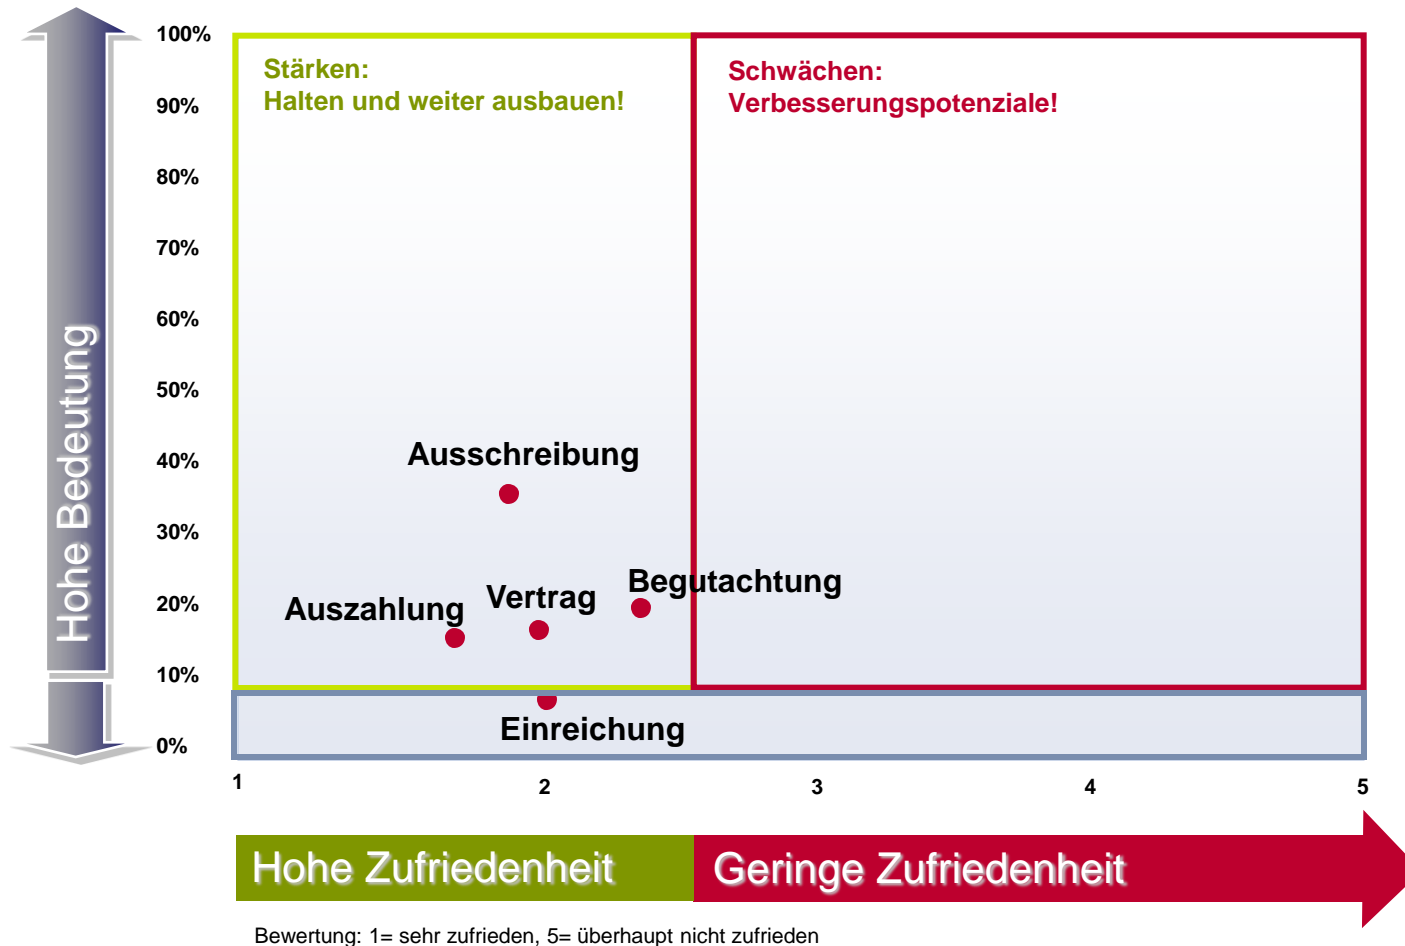 100%
90%
80%
70%
60%
50%
40%
30%
20%
10%
0%
Hohe Bedeutung
Stärken:
Halten und weiter ausbauen!
Schwächen:
Verbesserungspotenziale!
Ausschreibung
Begutachtung
Vertrag
Auszahlung
Einreichung
1
2
3
4
5
Hohe Zufriedenheit
Geringe Zufriedenheit
Bewertung: 1= sehr zufrieden, 5= überhaupt nicht zufrieden